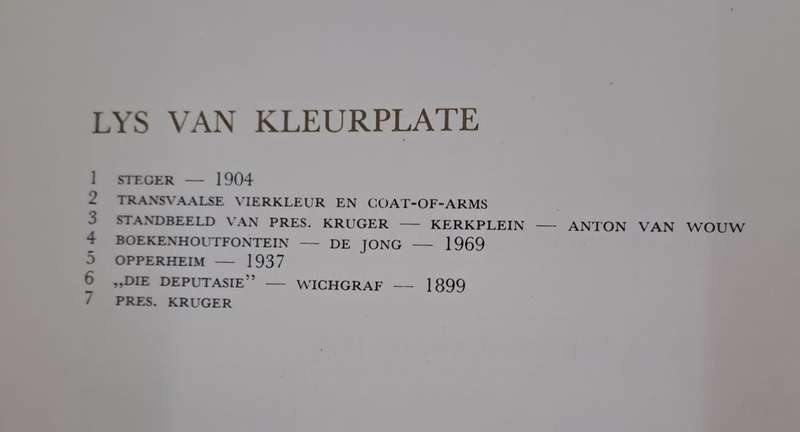 LYS VAN KLEURPLATE
1 STEGER — 1904
2 TRANSVAALSE VIERKLEUR EN COAT-OF-ARMS
3 STANDBEELD VAN PRES. KRUGER — KERKPLEIN — ANTON VAN WOUW
4 BOEKENHOUTFONTEIN — DE JONG — 1969
5 OPPERHEIM — 1937
6 „DIE DEPUTASIE” — WICHGRAF — 1899
7 PRES. KRUGER